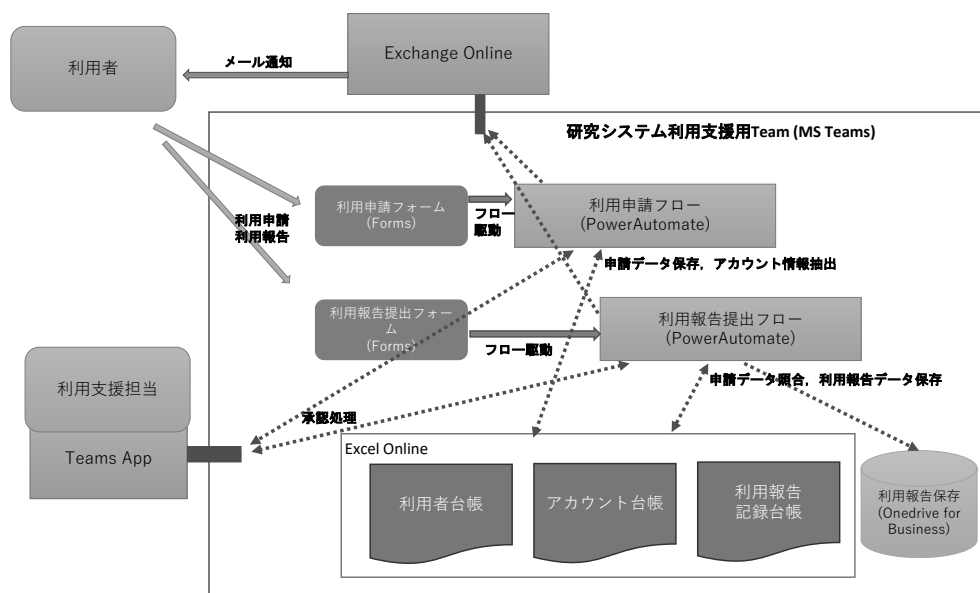 利用者
メール通知
Exchange Online
研究システム利用支援用Team (MS Teams)
利用申請
利用報告
利用申請フォーム
(Forms)
フロー
駆動
利用申請フロー
(PowerAutomate)
申請データ保存，アカウント情報抽出
利用報告提出フォー
ム
(Forms)
フロー駆動
利用報告提出フロー
(PowerAutomate)
申請データ照合，利用報告データ保存
利用支援担当
Teams App
承認処理
Excel Online
利用者台帳
アカウント台帳
利用報告
記録台帳
利用報告保存
(Onedrive for
Business)